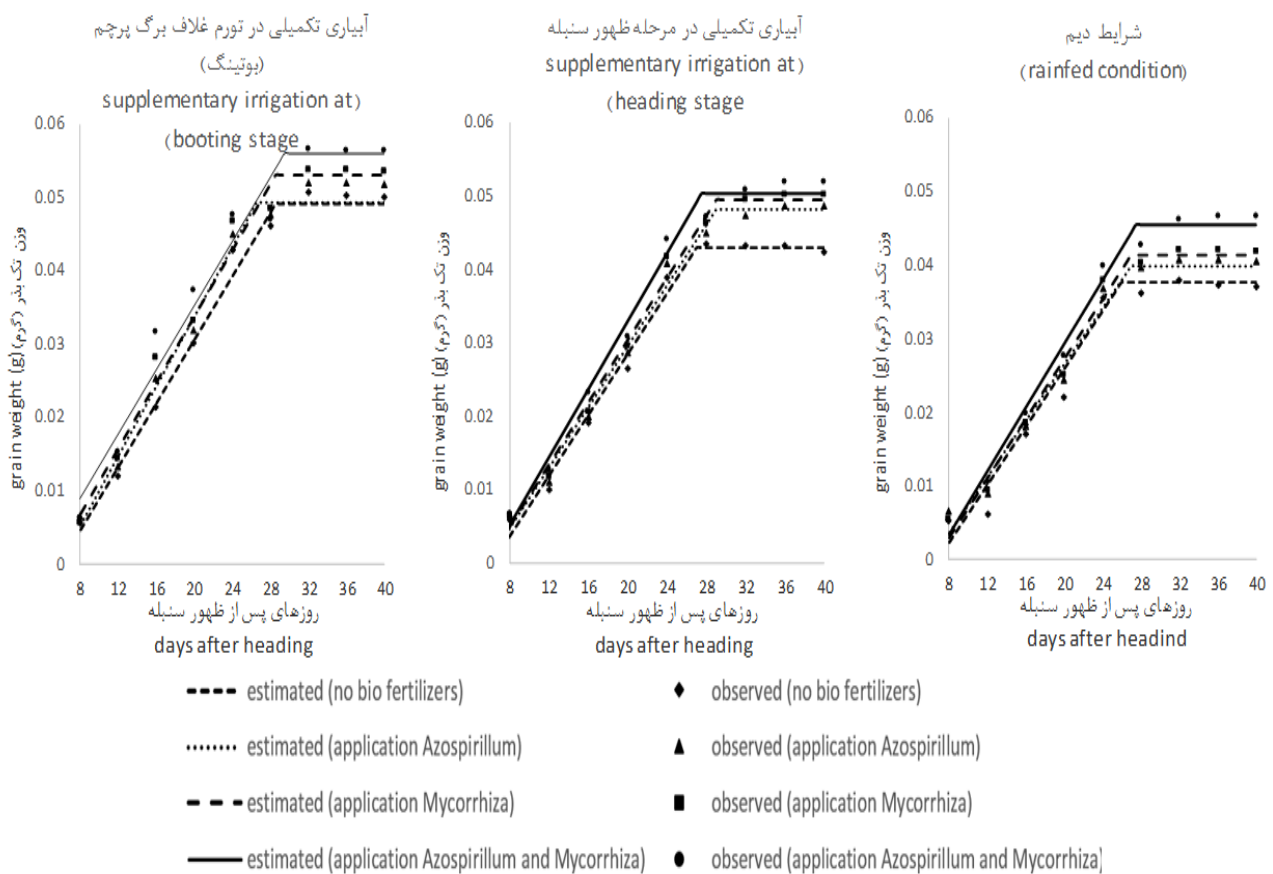 آبیاری تکمیلی در تورم غلاف برگ پرچم
(بوتینگ)
supplementary irrigation at)
(booting stage
0.06
0.05
0.04
0.03
0.02
0.01
0
وزن تک بذر (گرم) grain weight (g)
8 12 16 20 24 28 32 36 40
روزهای پس از ظهور سنبله
days after heading
آبیاری تکمیلی در مرحله ظهور سنبله
supplementary irrigation at)
(heading stage
0.06
0.05
0.04
0.03
0.02
0.01
0
وزن تک بذر (گرم) grain weight (g)
8 12 16 20 24 28 32 36 40
روزهای پس از ظهور سنبله
days after heading
شرایط دیم
(rainfed condition)
0.06
0.05
0.04
0.03
0.02
0.01
0
وزن تک بذر (گرم) grain weight (g)
8 12 16 20 24 28 32 36 40
روزهای پس از ظهور سنبله
days after headind
estimated (no bio fertilizers)
observed (no bio fertilizers)
estimated (application Azospirillum)
observed (application Azospirillum)
estimated (application Mycorrhiza)
observed (application Mycorrhiza)
estimated (application Azospirillum and Mycorrhiza)
observed (application Azospirillum and Mycorrhiza)